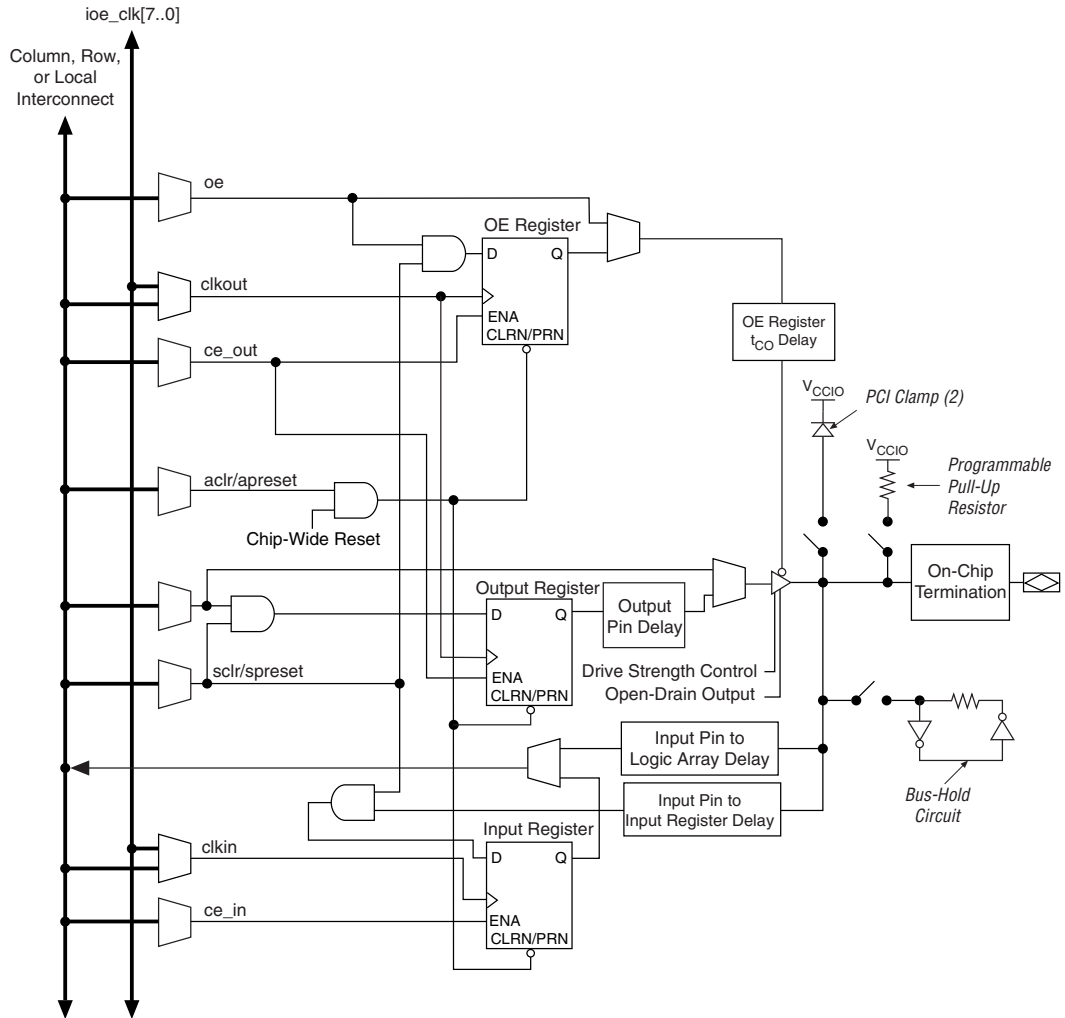 ioe_clk[7..0]
Column, Row,
or Local
Interconnect
oe
OE Register
D
Q
clkout
ENA
CLRN/PRN
OE Register
tCO Delay
ce_out
VCCIO
PCI Clamp (2)
VCCIO
Programmable
Pull-Up
Resistor
aclr/apreset
Chip-Wide Reset
On-Chip
Termination
Output Register
D
Q
Output
Pin Delay
ENA
CLRN/PRN
sclr/spreset
Drive Strength Control
Open-Drain Output
Input Pin to
Logic Array Delay
Input Pin to
Input Register Delay
Bus-Hold
Circuit
Input Register
clkin
D
Q
ce_in
ENA
CLRN/PRN